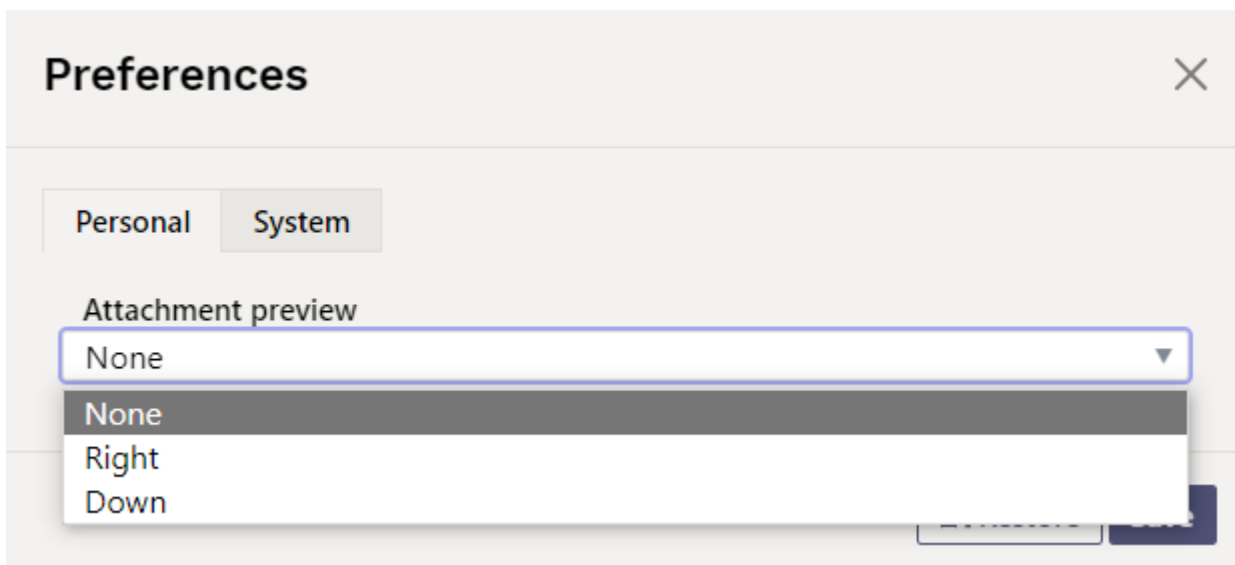 Preferences
Personal System
Attachment preview
None
None
Right
Down